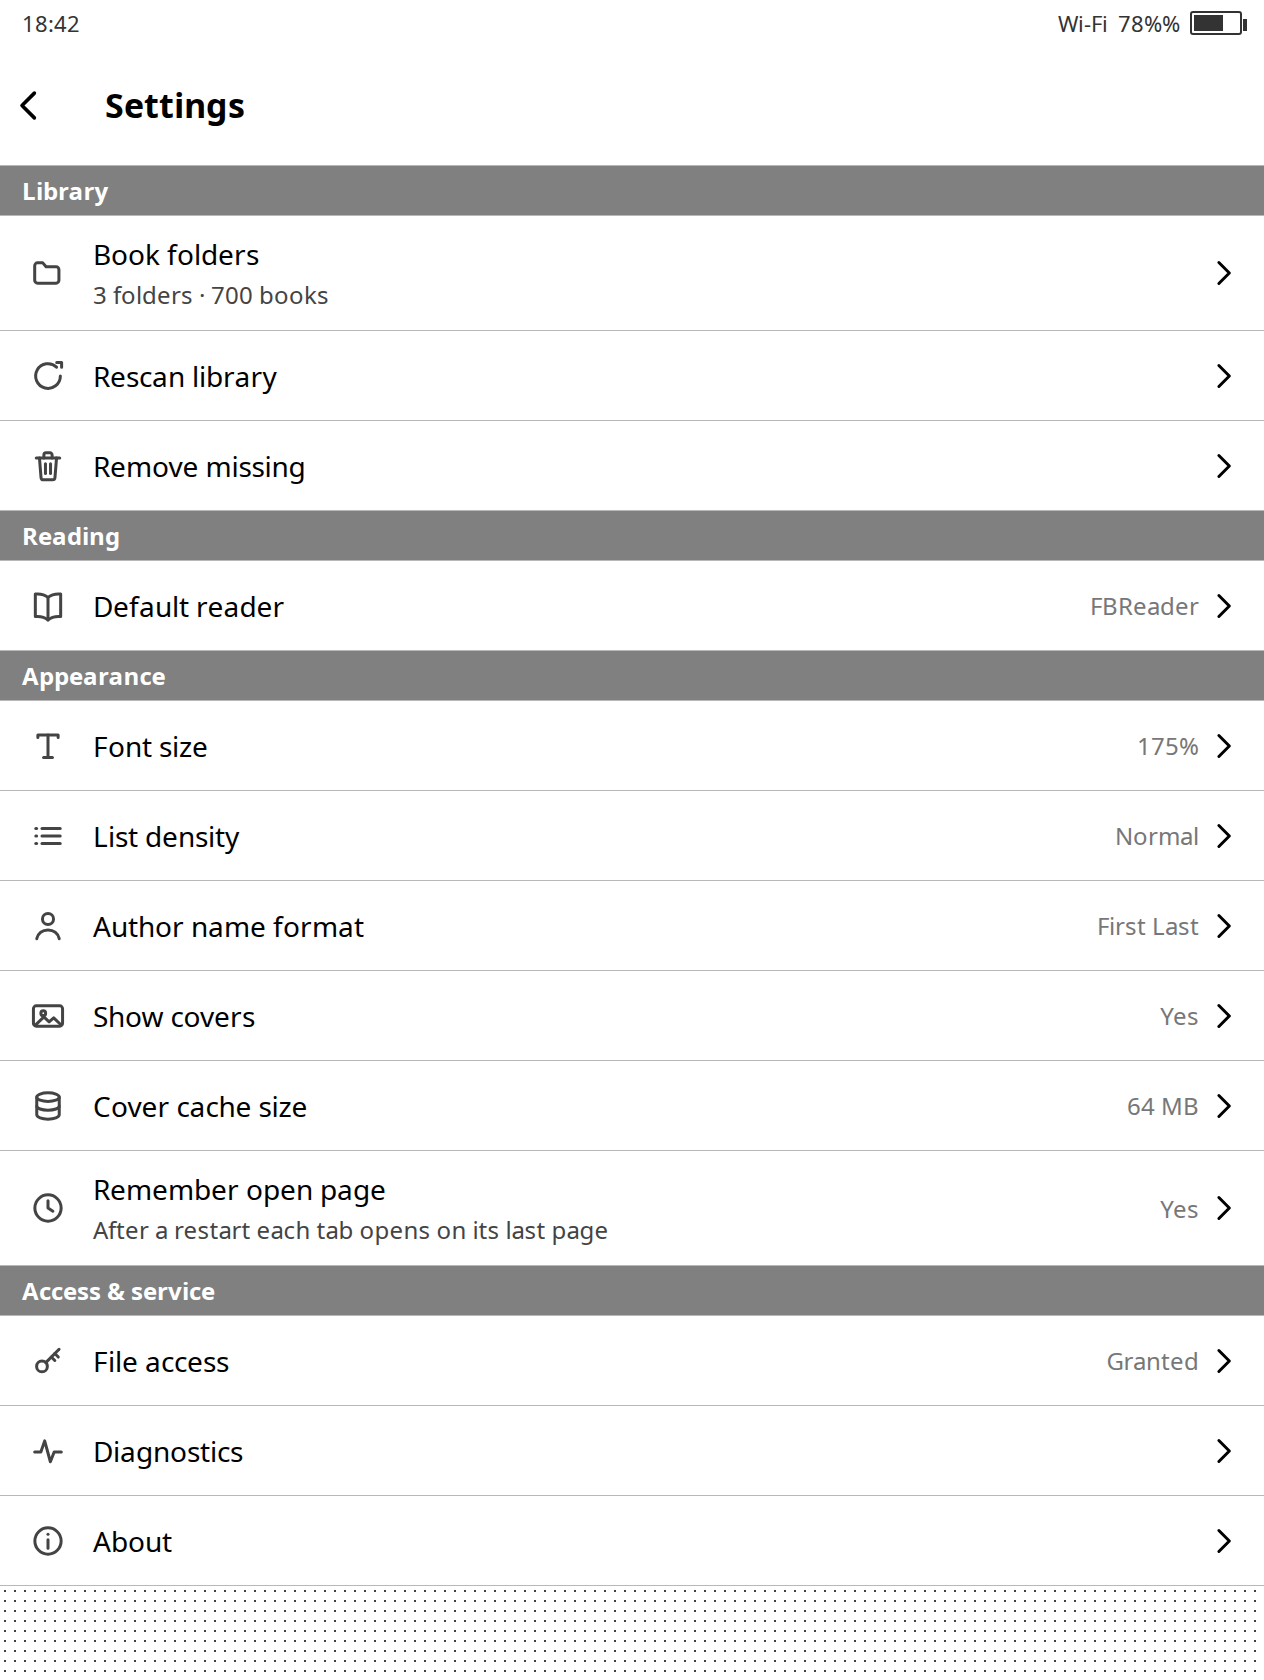 18:42 Wi-Fi 78%%
Settings
Library
Book folders
3 folders · 700 books
Rescan library
Remove missing
Reading
Default reader FBReader
Appearance
Font size 175%
List density Normal
Author name format First Last
Show covers Yes
Cover cache size 64 MB
Remember open page Yes
After a restart each tab opens on its last page
Access & service
File access Granted
Diagnostics
About